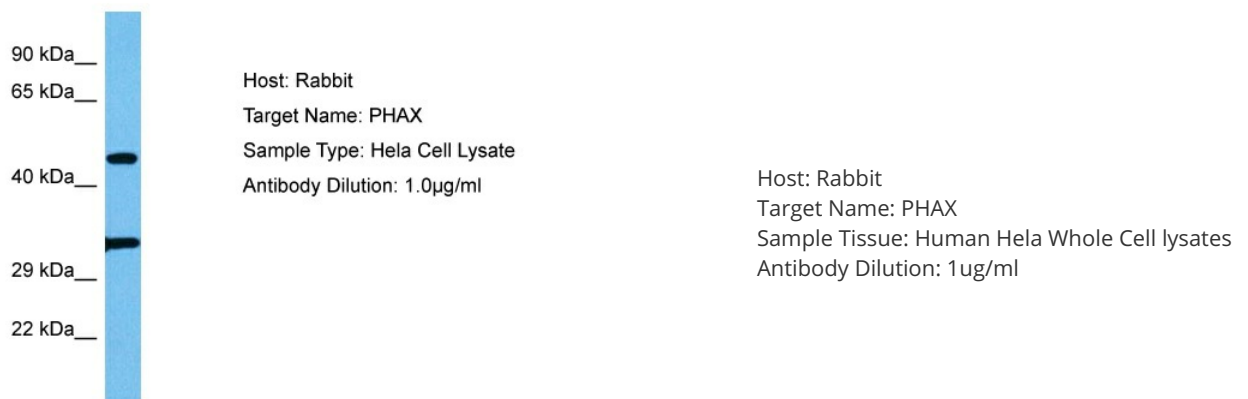 90 kDa__
65 kDa__
40 kDa__
29 kDa__
22 kDa__
Host: Rabbit
Target Name: PHAX
Sample Type: Hela Cell Lysate
Antibody Dilution: 1.0µg/ml
Host: Rabbit
Target Name: PHAX
Sample Tissue: Human Hela Whole Cell lysates
Antibody Dilution: 1ug/ml